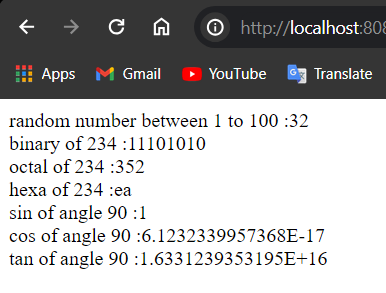 http://localhost:808
Apps Gmail YouTube Translate
random number between 1 to 100 :32
binary of 234 :11101010
octal of 234 :352
hexa of 234 :ea
sin of angle 90 :1
cos of angle 90 :6.1232339957368E-17
tan of angle 90 :1.6331239353195E+16